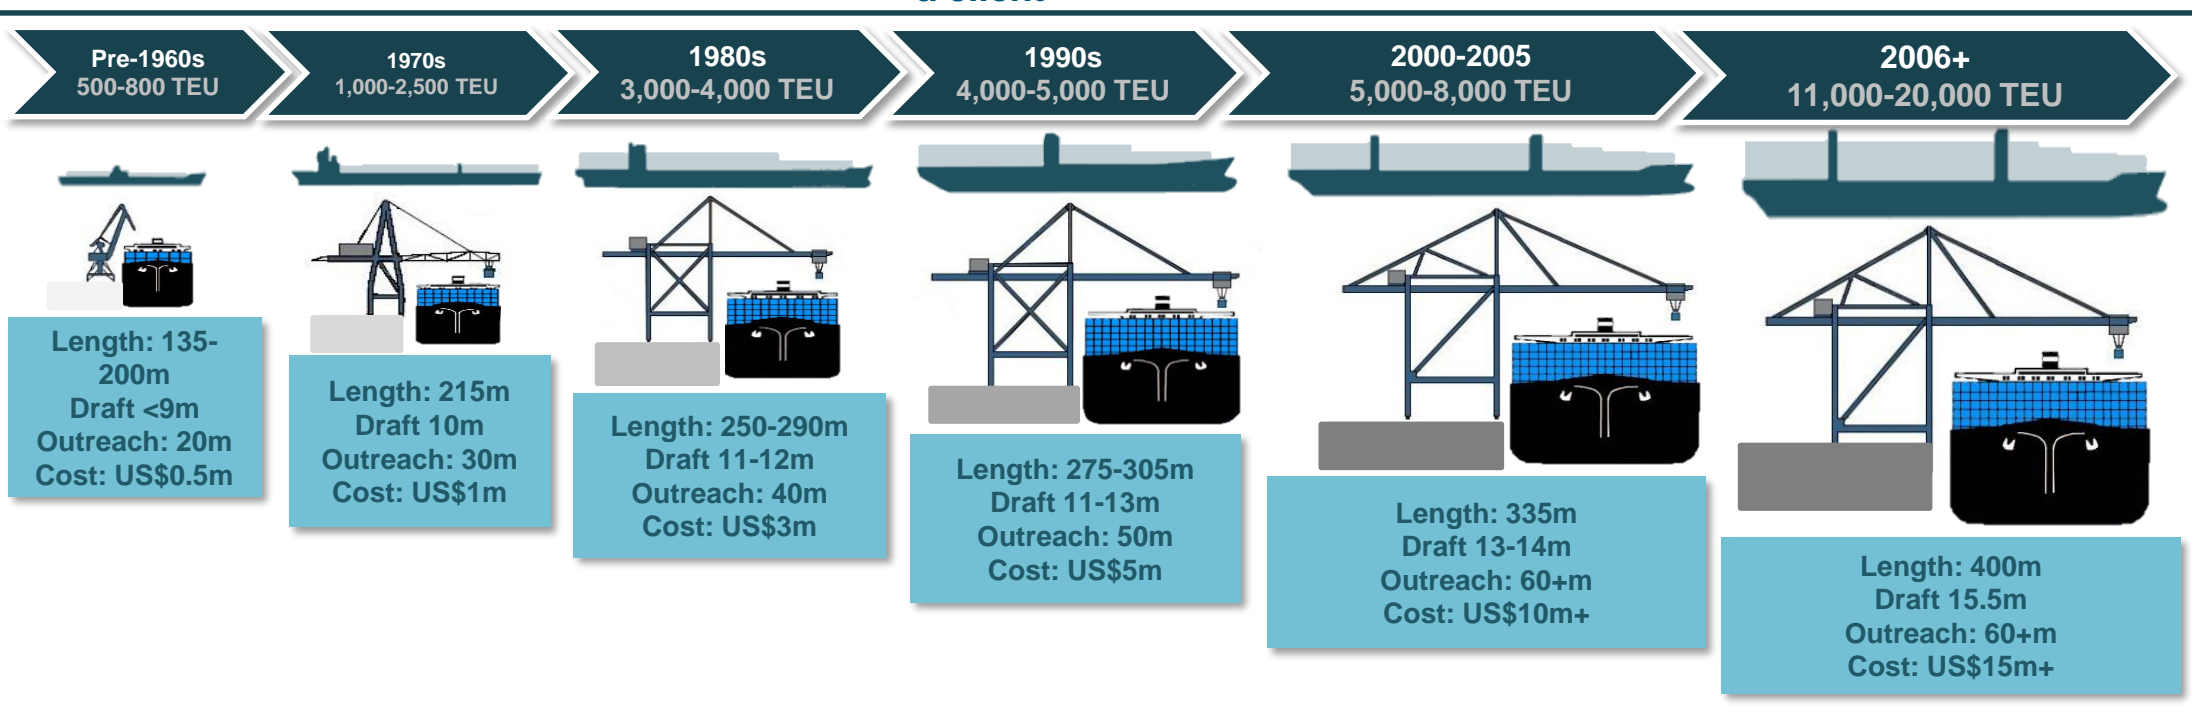 a client
Pre-1960s
500-800 TEU
1970s
1,000-2,500 TEU
1980s
3,000-4,000 TEU
1990s
4,000-5,000 TEU
2000-2005
5,000-8,000 TEU
2006+
11,000-20,000 TEU
Length: 135-
200m
Draft <9m
Outreach: 20m
Cost: US$0.5m
Length: 215m
Draft 10m
Outreach: 30m
Cost: US$1m
Length: 250-290m
Draft 11-12m
Outreach: 40m
Cost: US$3m
Length: 275-305m
Draft 11-13m
Outreach: 50m
Cost: US$5m
Length: 335m
Draft 13-14m
Outreach: 60+m
Cost: US$10m+
Length: 400m
Draft 15.5m
Outreach: 60+m
Cost: US$15m+